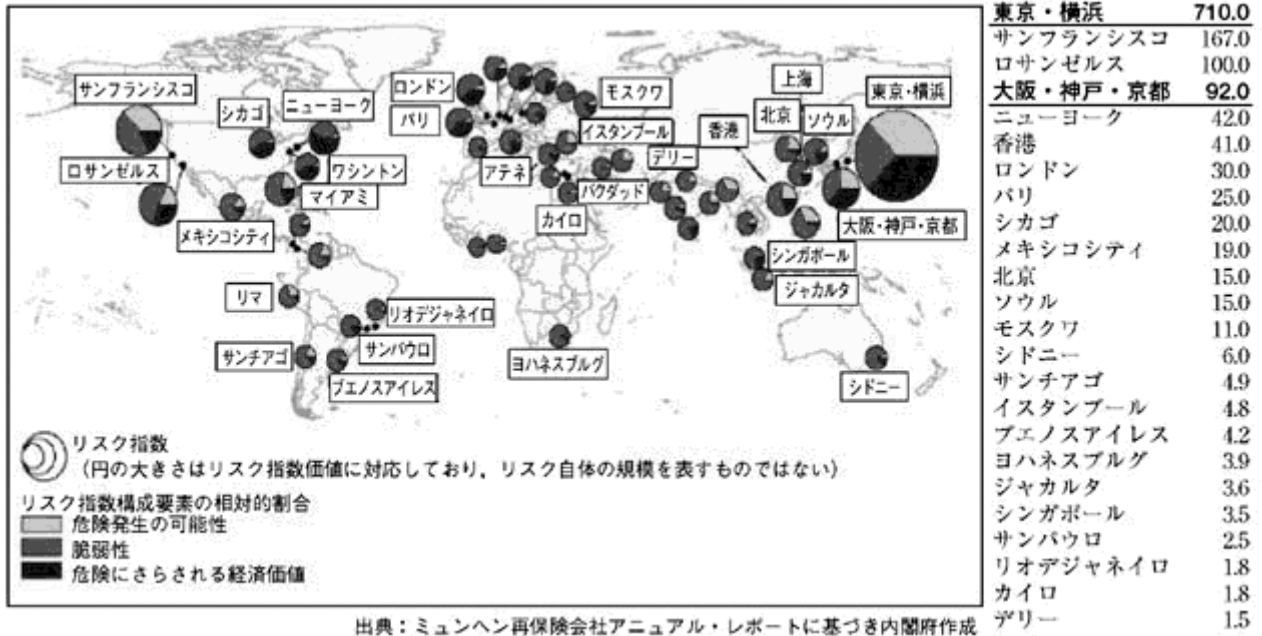 サンフランシスコ
シカゴ
ニューヨーク
ロサンゼルス
ワシントン
マイアミ
メキシコシティ
リマ
リオデジャネイロ
サンパウロ
サンチアゴ
ブエノスアイレス
ロンドン
パリ
モスクワ
イスタンブール
アテネ
カイロ
バクダッド
デリー
香港
北京
上海
ソウル
東京・横浜
大阪・神戸・京都
シンガポール
ジャカルタ
ヨハネスブルグ
シドニー
リスク指数
(円の大きさはリスク指数価値に対応しており、リスク自体の規模を表すものではない)
リスク指数構成要素の相対的割合
危険発生の可能性
脆弱性
危険にさらされる経済価値
出典:ミュンヘン再保険会社アニュアル・レポートに基づき内閣府作成
東京・横浜 710.0
サンフランシスコ 167.0
ロサンゼルス 100.0
大阪・神戸・京都 92.0
ニューヨーク 42.0
香港 41.0
ロンドン 30.0
パリ 25.0
シカゴ 20.0
メキシコシティ 19.0
北京 15.0
ソウル 15.0
モスクワ 11.0
シドニー 6.0
サンチアゴ 4.9
イスタンブール 4.8
ブエノスアイレス 4.2
ヨハネスブルグ 3.9
ジャカルタ 3.6
シンガポール 3.5
サンパウロ 2.5
リオデジャネイロ 1.8
カイロ 1.8
デリー 1.5